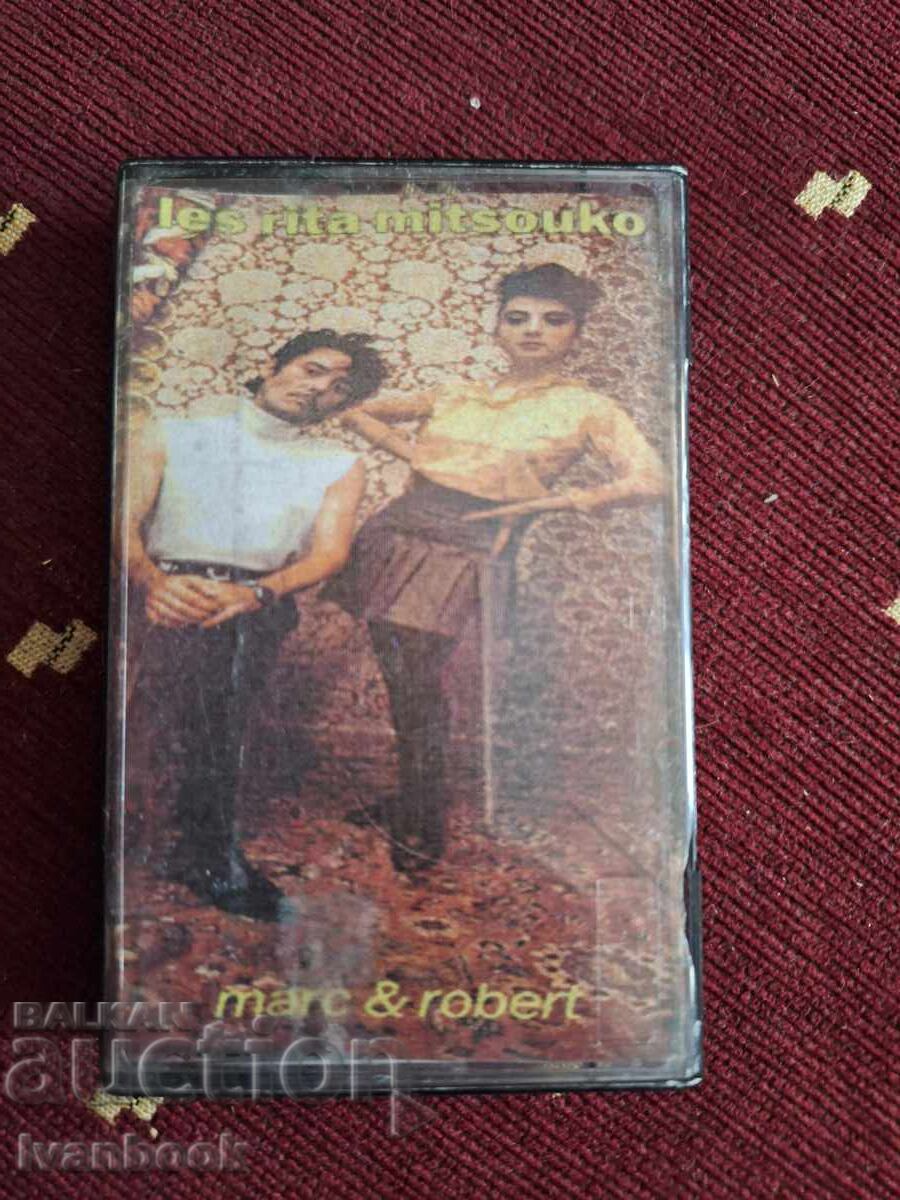 les rita mitsouko
marc & robert
BALKAN
auction
Ivanbook